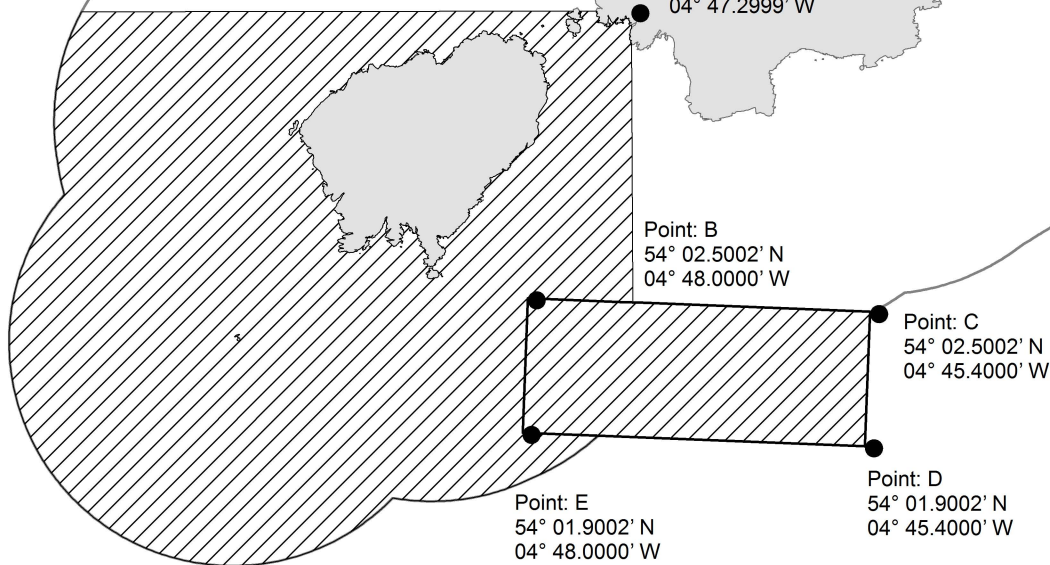 04° 47.2999' W
Point: B
54° 02.5002' N
04° 48.0000' W
Point: C
54° 02.5002' N
04° 45.4000' W
Point: D
54° 01.9002' N
04° 45.4000' W
Point: E
54° 01.9002' N
04° 48.0000' W